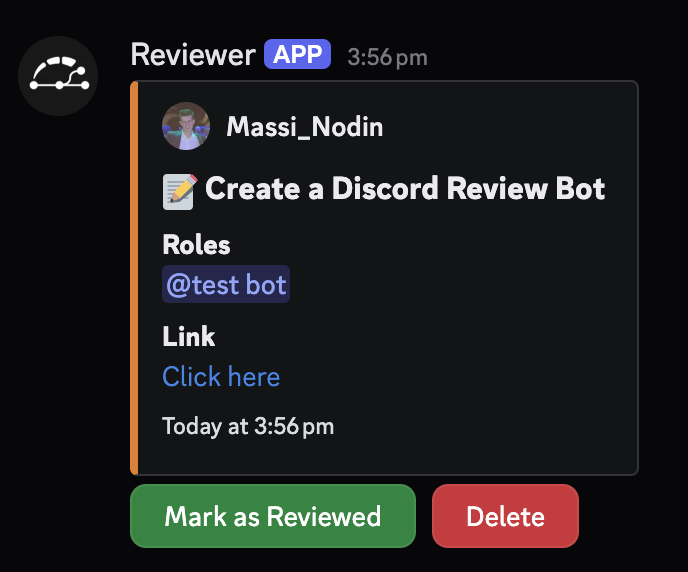 Reviewer APP 3:56 pm
Massi_Nodin
Create a Discord Review Bot
Roles
@test bot
Link
Click here
Today at 3:56 pm
Mark as Reviewed Delete